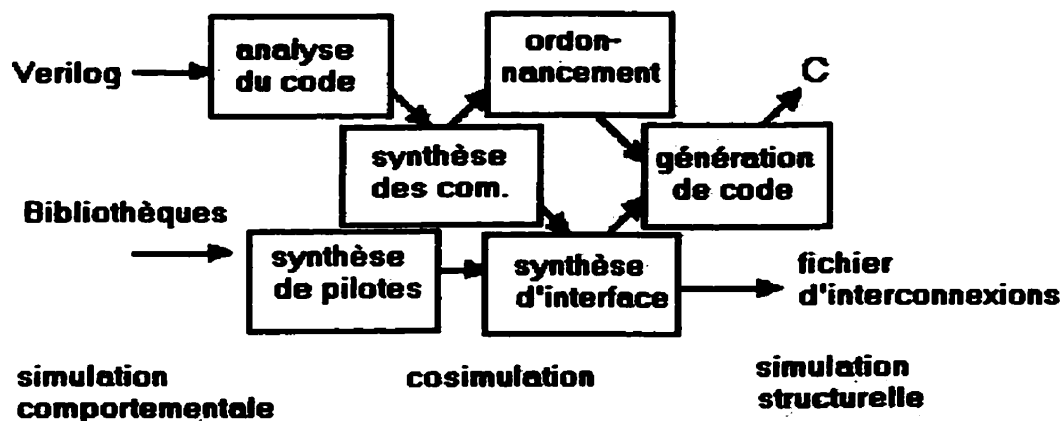 Verilog
analyse
du code
ordon-
nancement
C
synthèse
des com.
génération
de code
Bibliothèques
synthèse
de pilotes
synthèse
d'interface
fichier
d'interconnexions
simulation
comportementale
cosimulation
simulation
structurelle